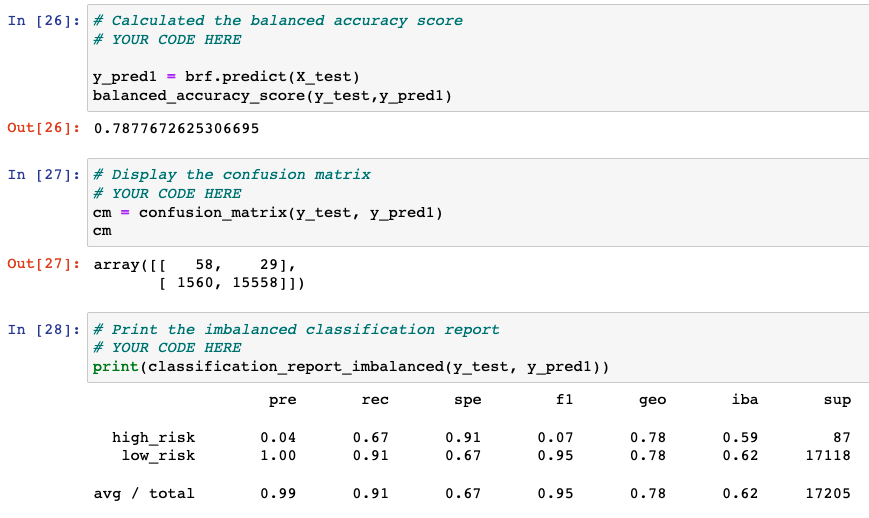 In [26]: # Calculated the balanced accuracy score
# YOUR CODE HERE
y_pred1 = brf.predict(X_test)
balanced_accuracy_score(y_test,y_pred1)
Out[26]: 0.7877672625306695
In [27]: # Display the confusion matrix
# YOUR CODE HERE
cm = confusion_matrix(y_test, y_pred1)
cm
Out[27]: array([[   58,    29],
       [ 1560, 15558]])
In [28]: # Print the imbalanced classification report
# YOUR CODE HERE
print(classification_report_imbalanced(y_test, y_pred1))
pre rec spe f1 geo iba sup
high_risk 0.04 0.67 0.91 0.07 0.78 0.59 87
low_risk 1.00 0.91 0.67 0.95 0.78 0.62 17118
avg / total 0.99 0.91 0.67 0.95 0.78 0.62 17205